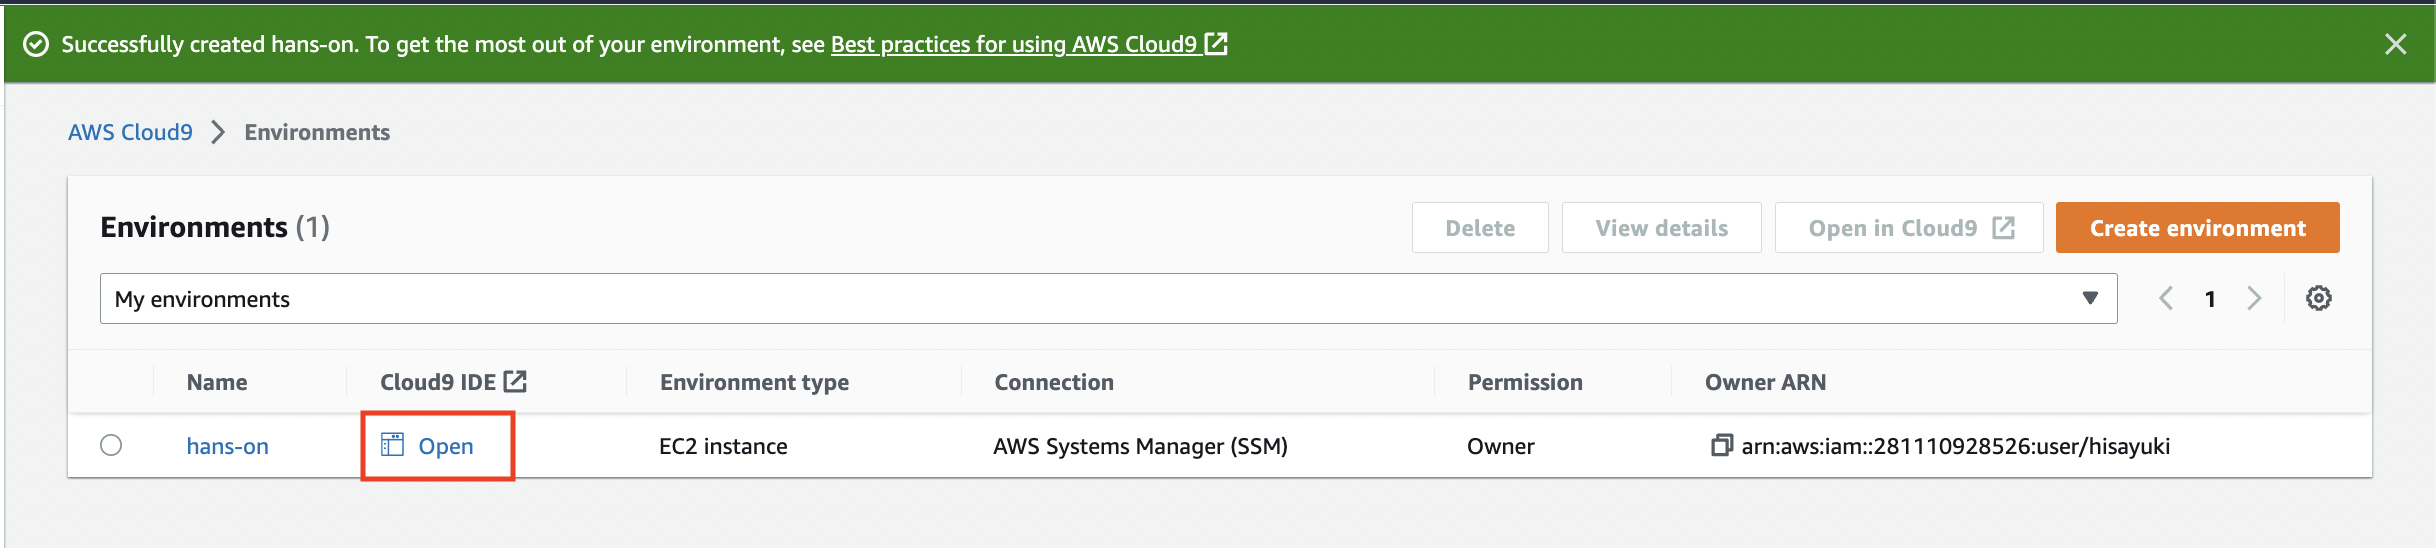 Successfully created hans-on. To get the most out of your environment, see Best practices for using AWS Cloud9
AWS Cloud9 > Environments
Environments (1)
Delete
View details
Open in Cloud9
Create environment
My environments
1
Name Cloud9 IDE Environment type Connection Permission Owner ARN
hans-on Open EC2 instance AWS Systems Manager (SSM) Owner arn:aws:iam::281110928526:user/hisayuki